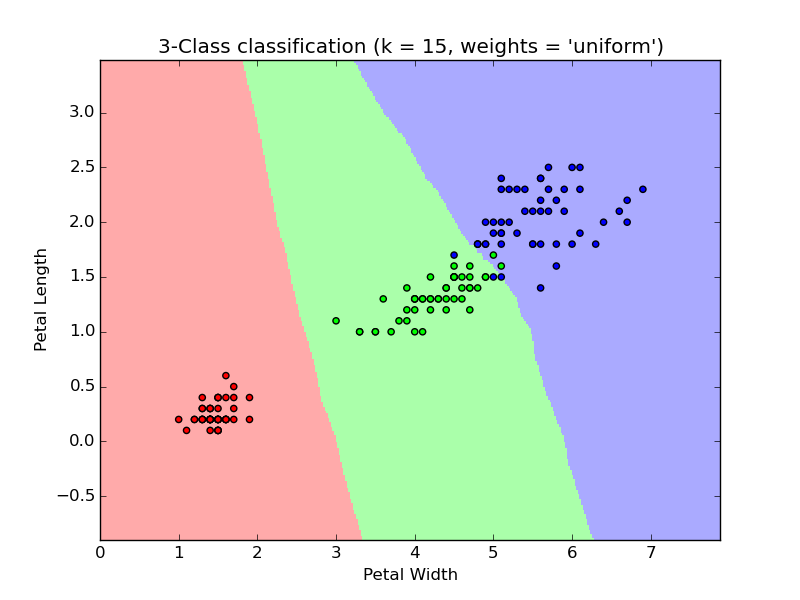 3-Class classification (k = 15, weights = 'uniform')
3.0
2.5
2.0
1.5
1.0
0.5
0.0
−0.5
Petal Length
0 1 2 3 4 5 6 7
Petal Width